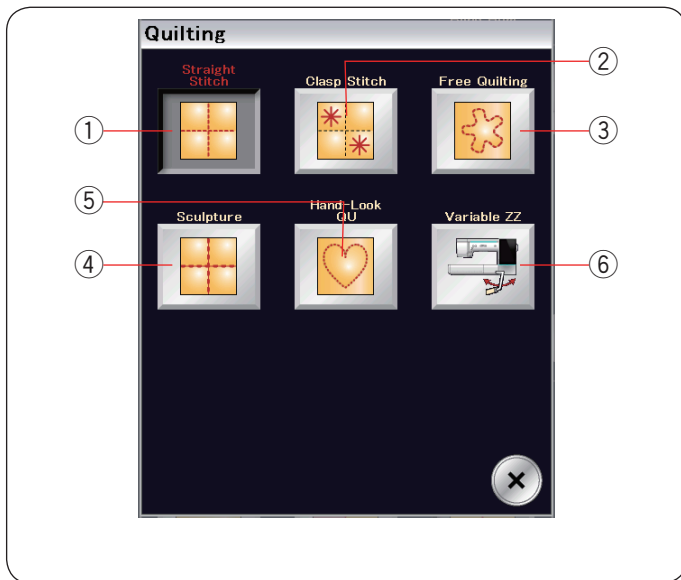 Quilting
Straight
Stitch
Clasp Stitch
Free Quilting
①
②
③
Sculpture
Hand-Look
QU
Variable ZZ
④
⑤
⑥